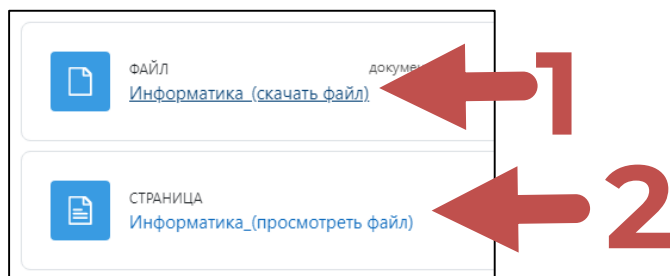 ФАЙЛ
Информатика_(скачать файл)
1
СТРАНИЦА
Информатика_(просмотреть файл)
2